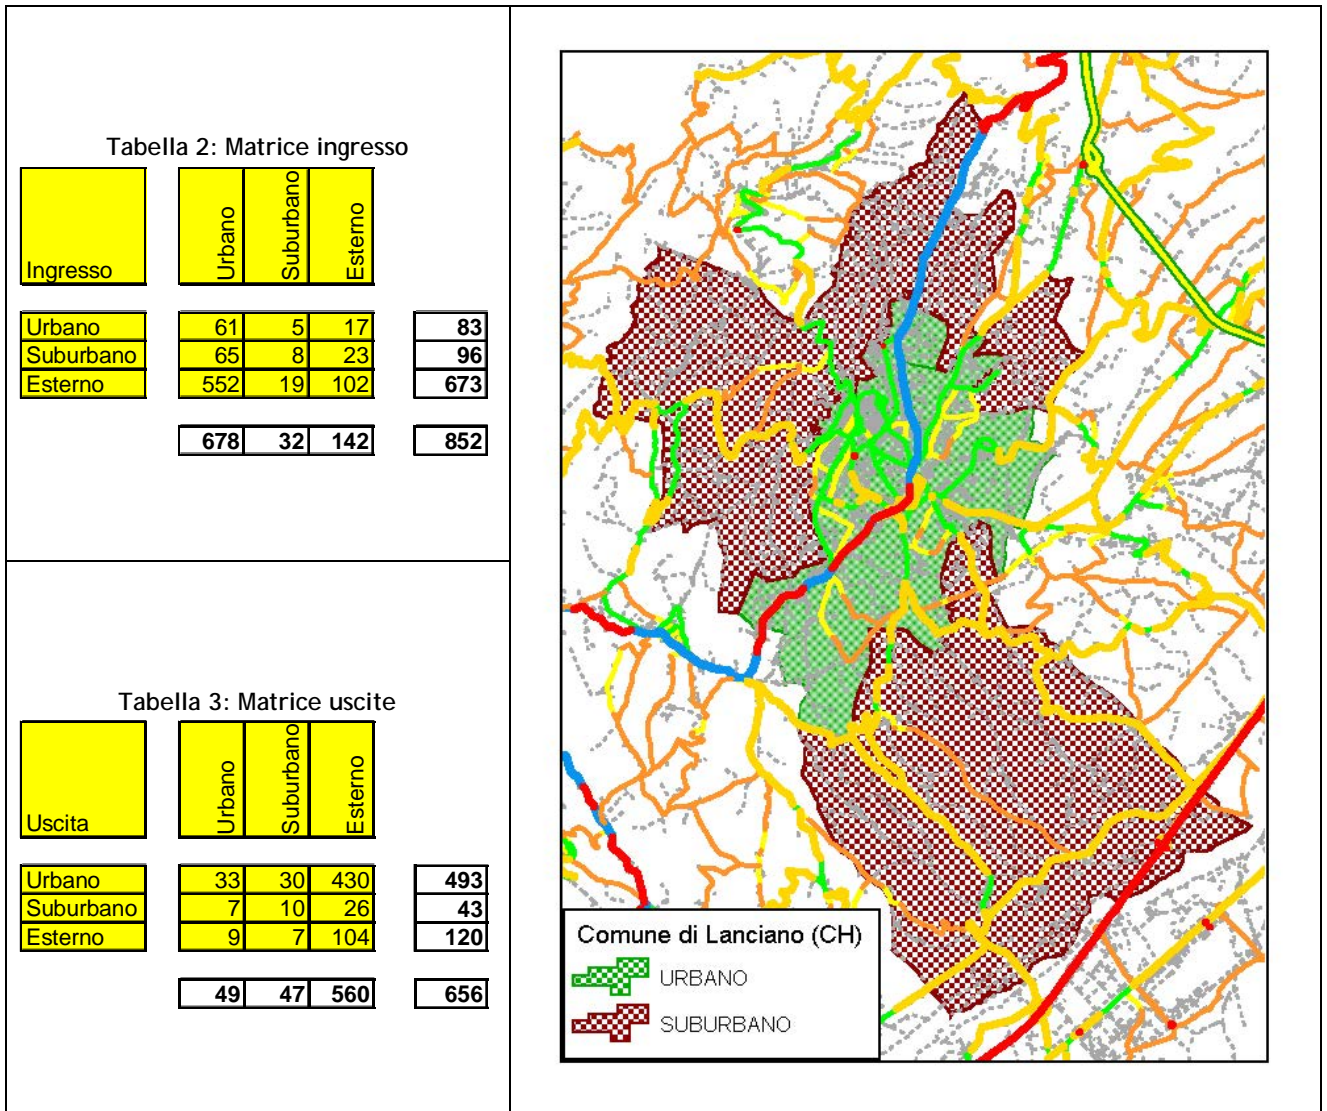 Tabella 2: Matrice ingresso
Ingresso Urbano Suburbano Esterno
Urbano 61 5 17 83
Suburbano 65 8 23 96
Esterno 552 19 102 673
678 32 142 852
Tabella 3: Matrice uscite
Uscita Urbano Suburbano Esterno
Urbano 33 30 430 493
Suburbano 7 10 26 43
Esterno 9 7 104 120
49 47 560 656
Comune di Lanciano (CH)
URBANO
SUBURBANO